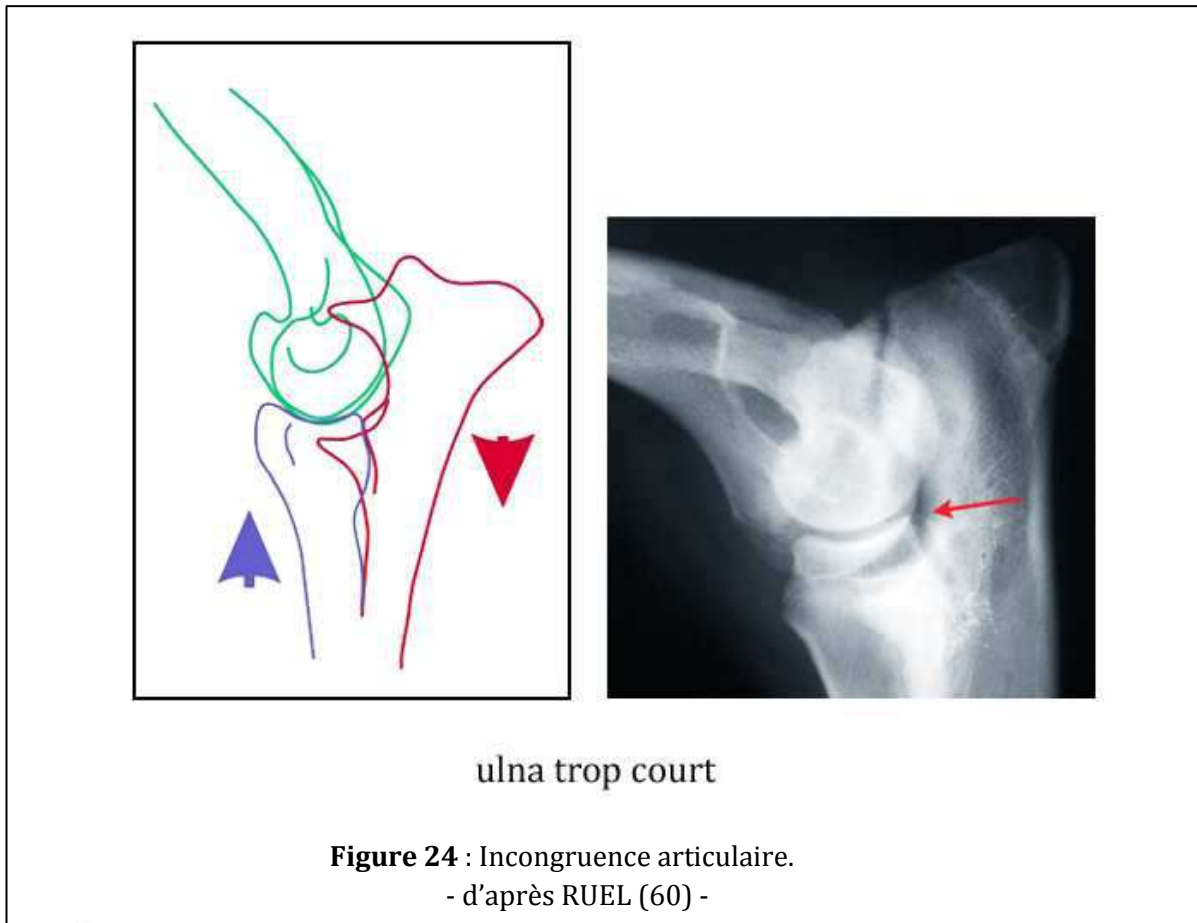 ulna trop court
Figure 24 : Incongruence articulaire.
- d'après RUEL (60) -